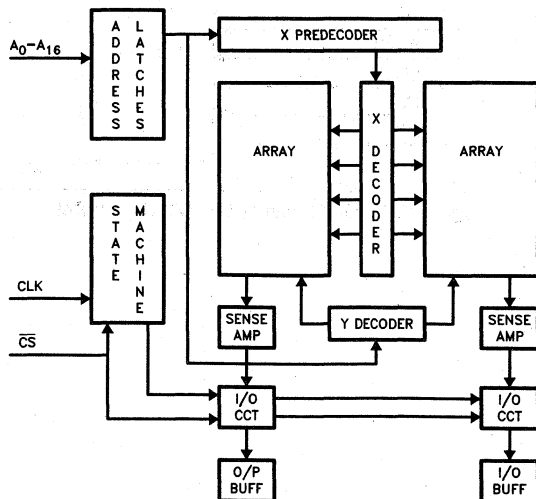 A0–A16
ADDRESS
LATCHES
X PREDECODER
ARRAY
X DECODER
ARRAY
STATE
MACHINE
CLK
C̅S̅
SENSE
AMP
Y DECODER
SENSE
AMP
I/O
CCT
I/O
CCT
O/P
BUFF
I/O
BUFF